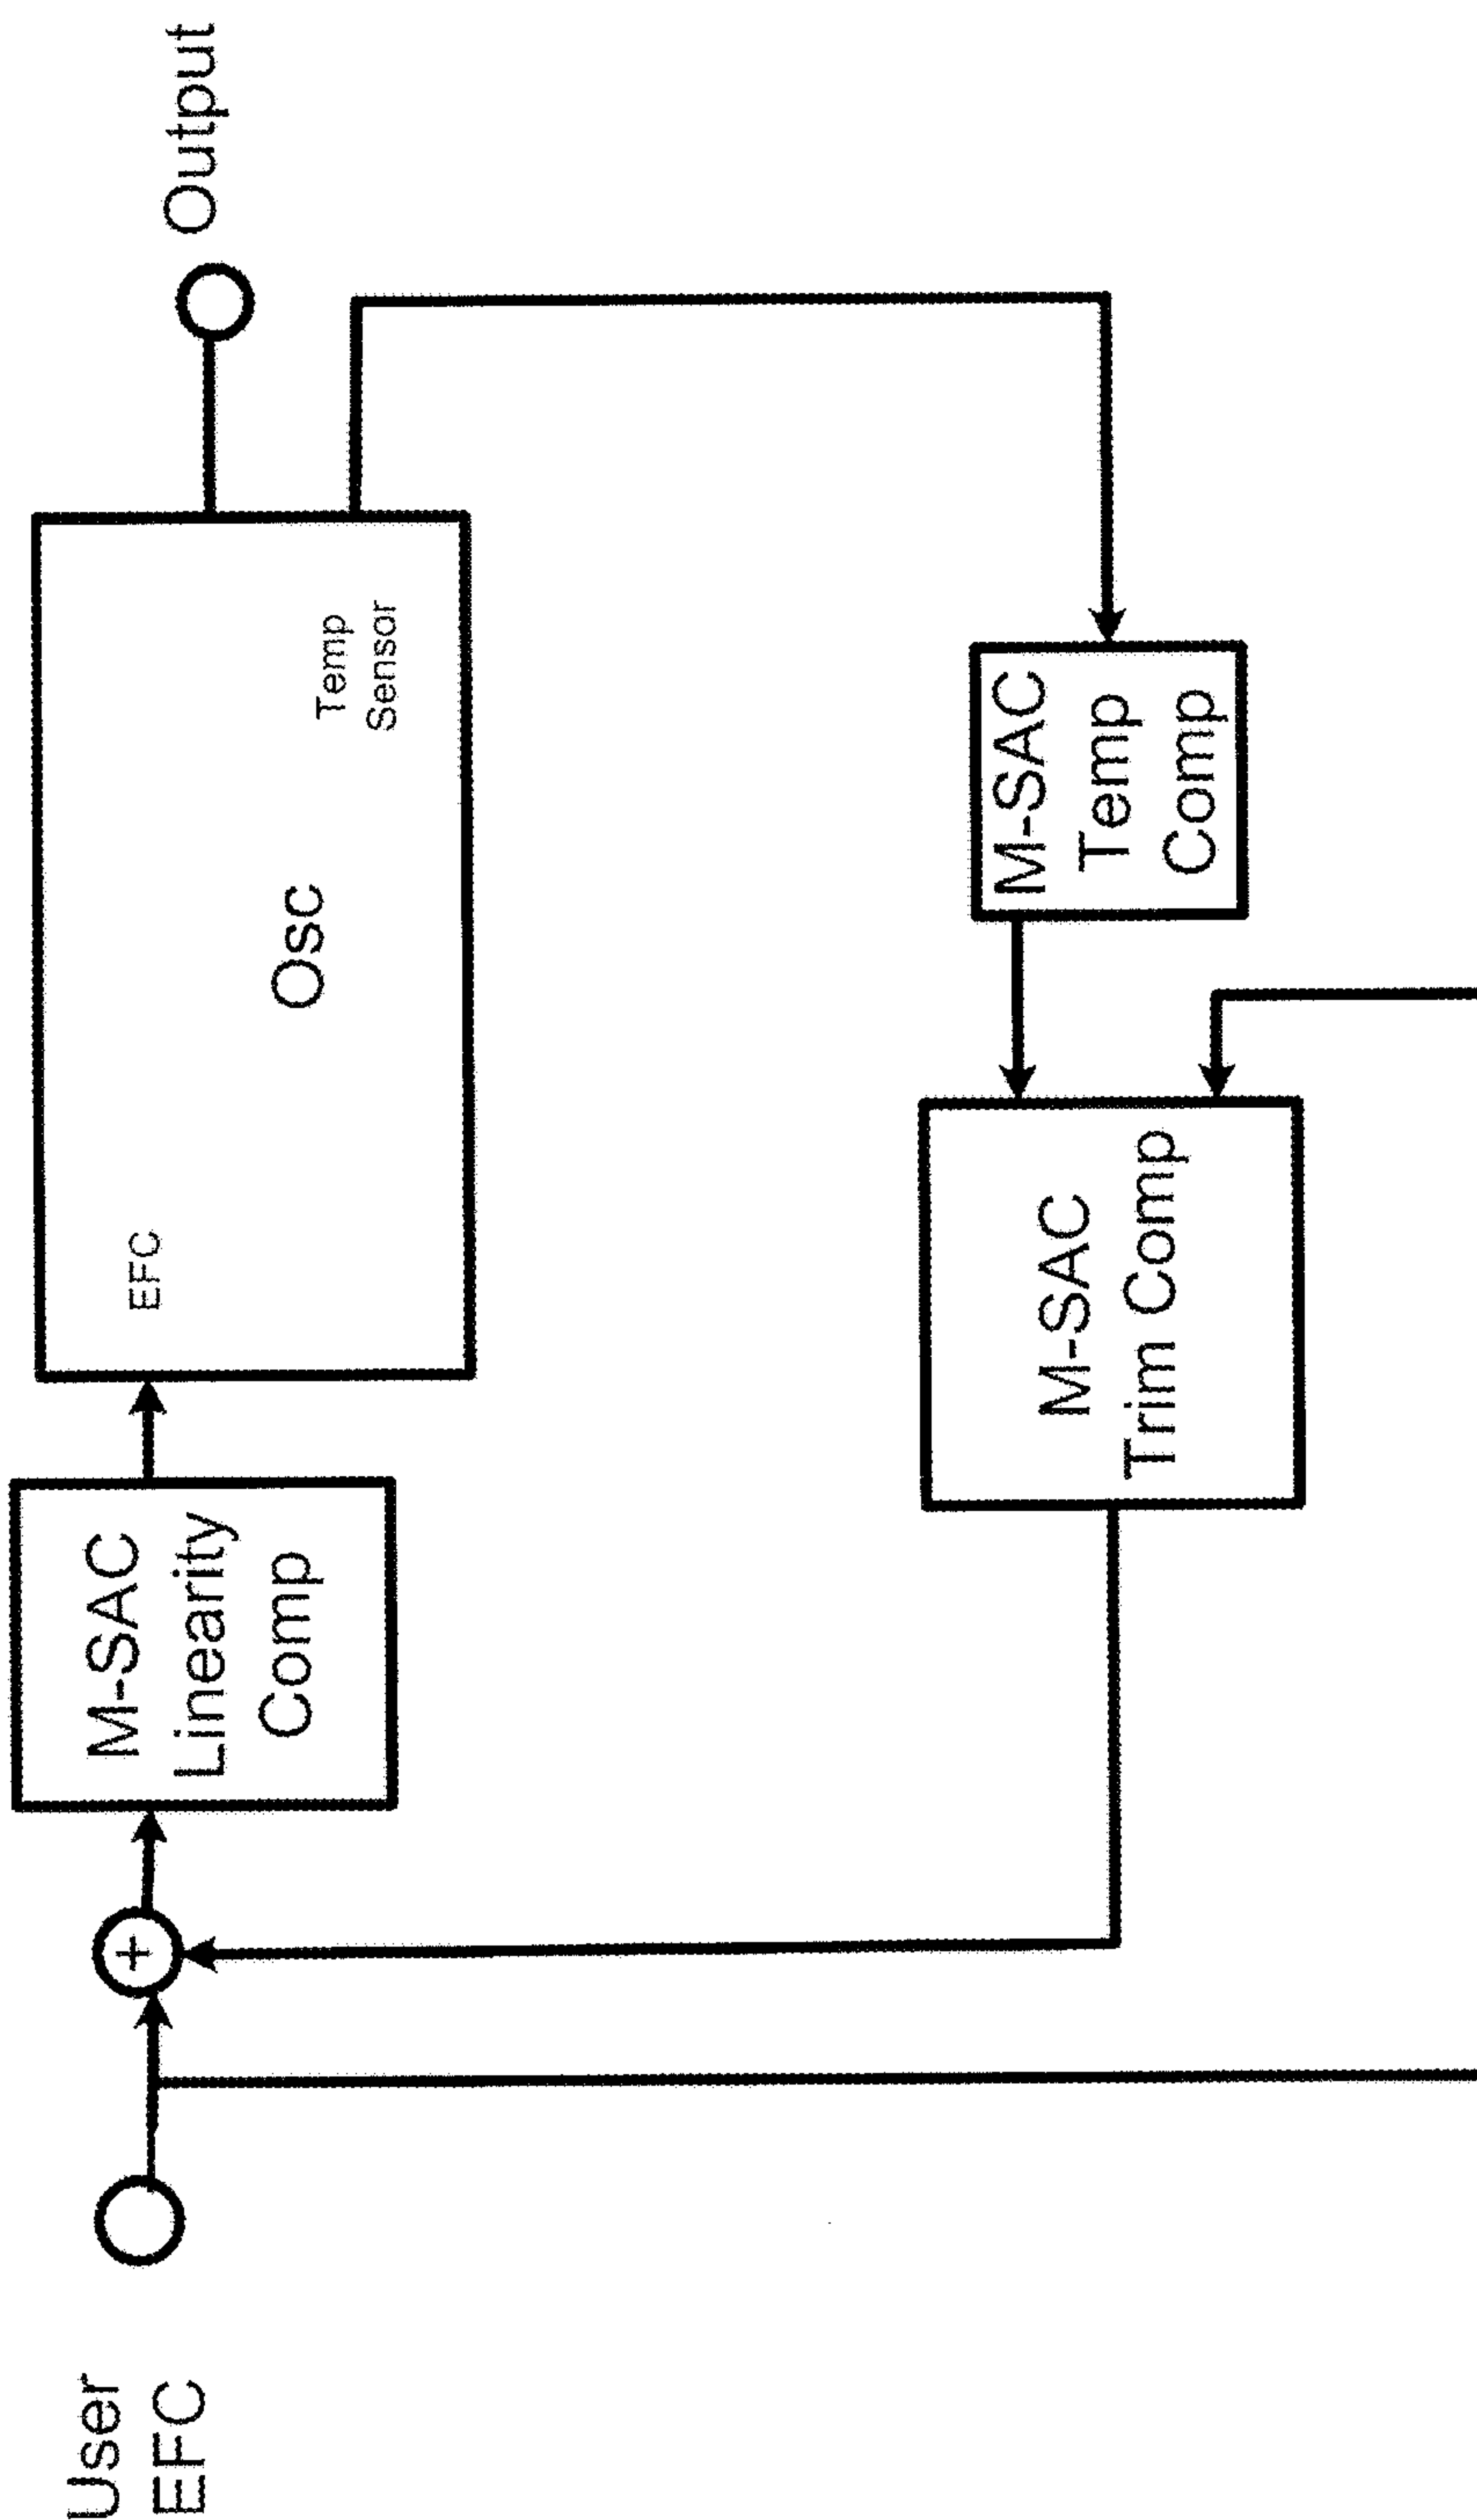 User
EFC
M-SAC
Linearity
Comp
EFC
Osc
Temp
Sensor
Output
M-SAC
Trim Comp
M-SAC
Temp
Comp
+